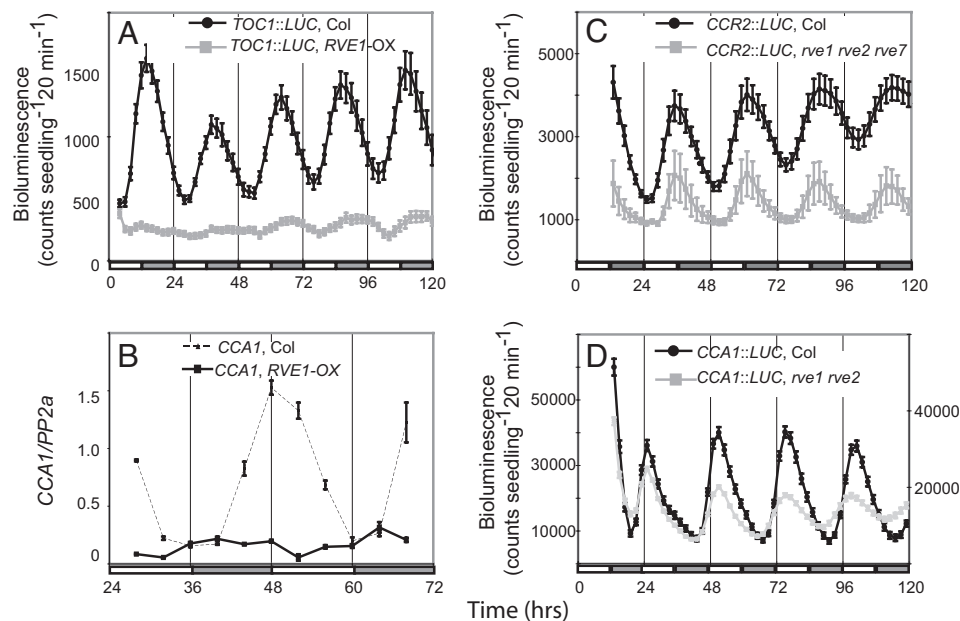 A
TOC1::LUC, Col
TOC1::LUC, RVE1-OX
Bioluminescence
(counts seedling⁻¹20 min⁻¹)
1500
1000
500
0
0 24 48 72 96 120
C
CCR2::LUC, Col
CCR2::LUC, rve1 rve2 rve7
Bioluminescence
(counts seedling⁻¹20 min⁻¹)
5000
3000
1000
0 24 48 72 96 120
B
CCA1, Col
CCA1, RVE1-OX
CCA1/PP2a
1.5
1.0
0.5
0
24 36 48 60 72
D
CCA1::LUC, Col
CCA1::LUC, rve1 rve2
Bioluminescence
(counts seedling⁻¹20 min⁻¹)
50000
30000
10000
40000
20000
0 24 48 72 96 120
Time (hrs)